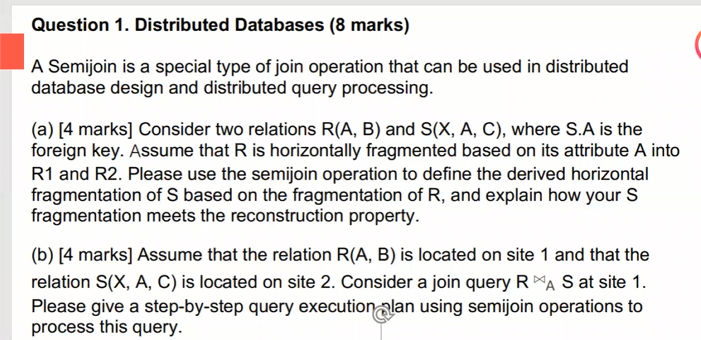 Question 1. Distributed Databases (8 marks)
A Semijoin is a special type of join operation that can be used in distributed
database design and distributed query processing.
(a) [4 marks] Consider two relations R(A, B) and S(X, A, C), where S.A is the
foreign key. Assume that R is horizontally fragmented based on its attribute A into
R1 and R2. Please use the semijoin operation to define the derived horizontal
fragmentation of S based on the fragmentation of R, and explain how your S
fragmentation meets the reconstruction property.
(b) [4 marks] Assume that the relation R(A, B) is located on site 1 and that the
relation S(X, A, C) is located on site 2. Consider a join query R ⋈A S at site 1.
Please give a step-by-step query execution plan using semijoin operations to
process this query.